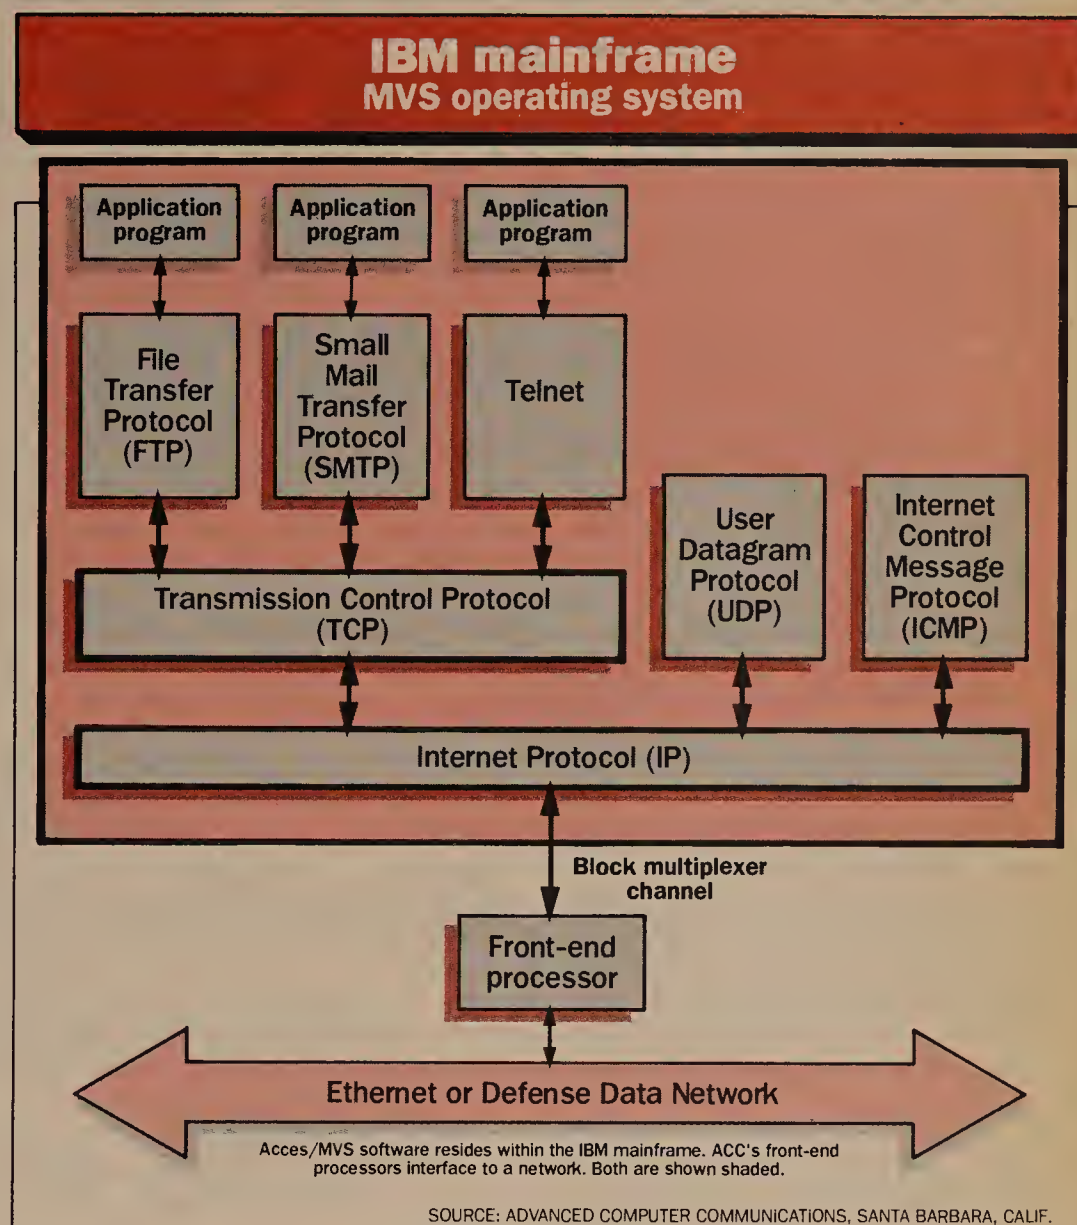 IBM mainframe
MVS operating system
Application
program
Application
program
Application
program
File
Transfer
Protocol
(FTP)
Small
Mail
Transfer
Protocol
(SMTP)
Telnet
User
Datagram
Protocol
(UDP)
Internet
Control
Message
Protocol
(ICMP)
Transmission Control Protocol
(TCP)
Internet Protocol (IP)
Block multiplexer
channel
Front-end
processor
Ethernet or Defense Data Network
Acces/MVS software resides within the IBM mainframe. ACC's front-end
processors interface to a network. Both are shown shaded.
SOURCE: ADVANCED COMPUTER COMMUNICATIONS, SANTA BARBARA, CALIF.